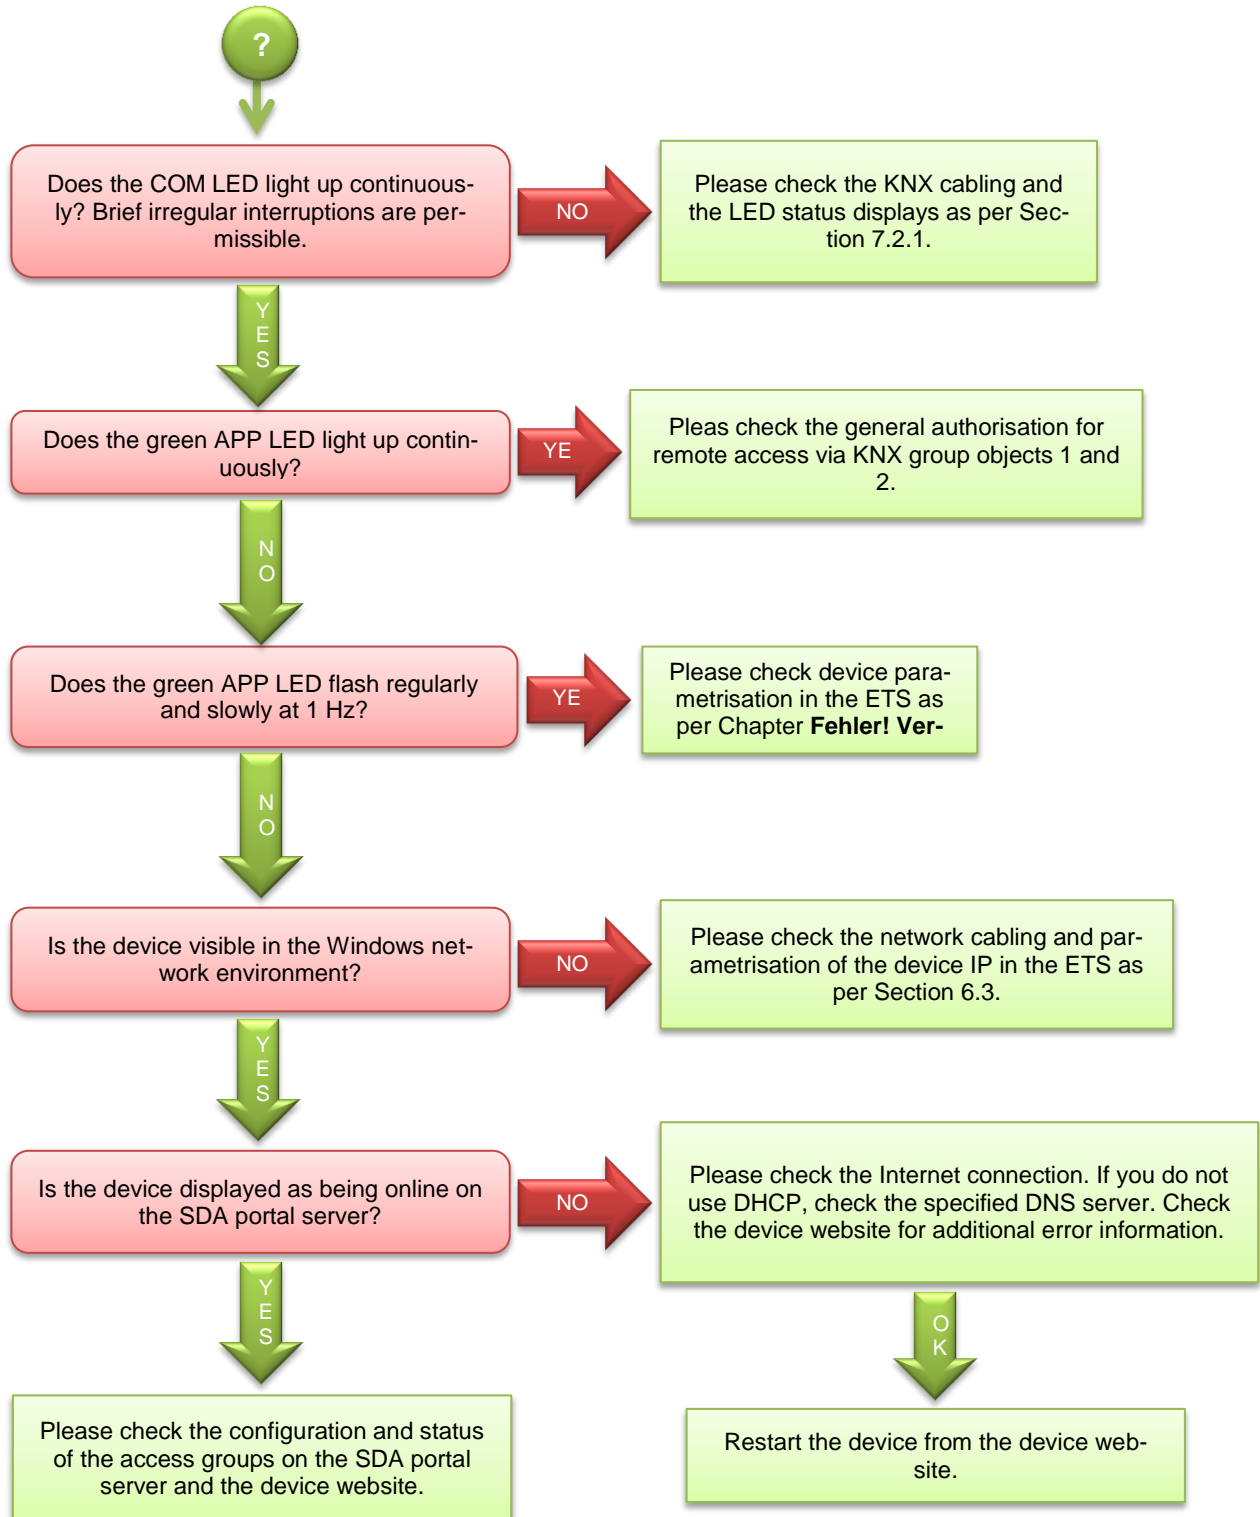 ?
Does the COM LED light up continuous-
ly? Brief irregular interruptions are per-
missible.
NO
Please check the KNX cabling and
the LED status displays as per Sec-
tion 7.2.1.
Y
E
S
Does the green APP LED light up contin-
uously?
YE
Pleas check the general authorisation for
remote access via KNX group objects 1 and
2.
N
O
Does the green APP LED flash regularly
and slowly at 1 Hz?
YE
Please check device para-
metrisation in the ETS as
per Chapter Fehler! Ver-
N
O
Is the device visible in the Windows net-
work environment?
NO
Please check the network cabling and par-
ametrisation of the device IP in the ETS as
per Section 6.3.
Y
E
S
Is the device displayed as being online on
the SDA portal server?
NO
Please check the Internet connection. If you do not
use DHCP, check the specified DNS server. Check
the device website for additional error information.
Y
E
S
O
K
Please check the configuration and status
of the access groups on the SDA portal
server and the device website.
Restart the device from the device web-
site.